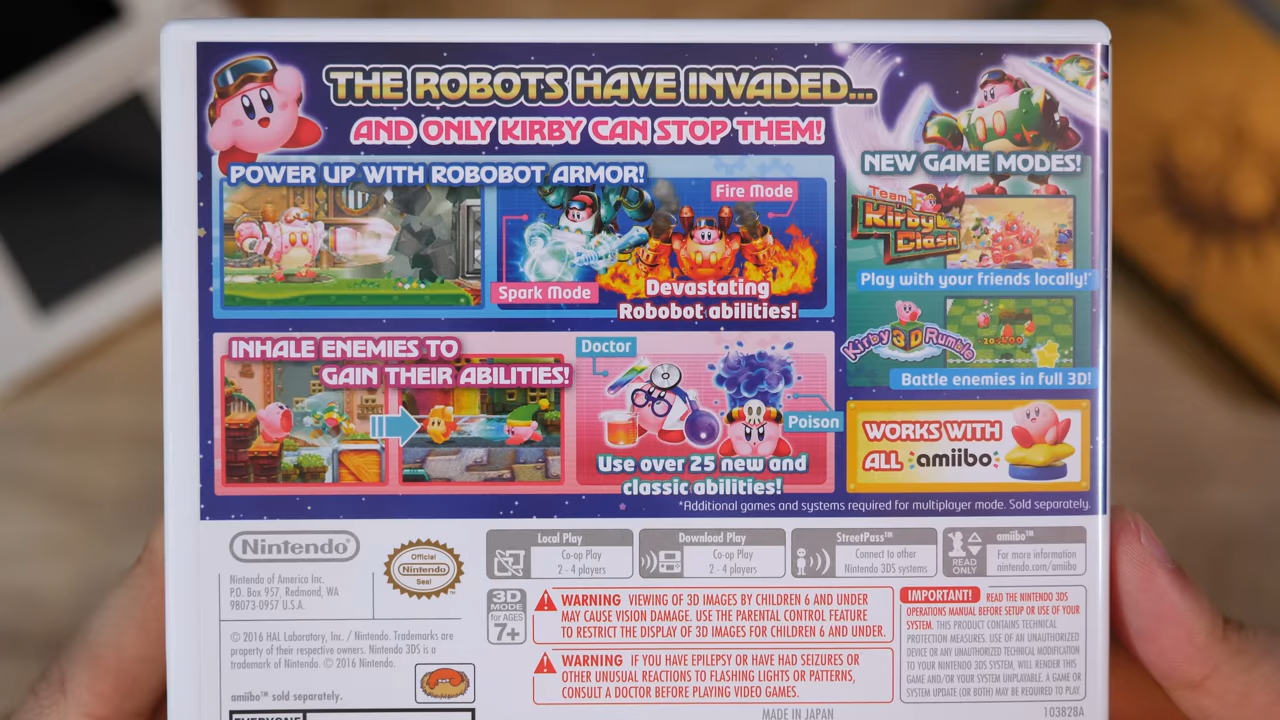 THE ROBOTS HAVE INVADED...
AND ONLY KIRBY CAN STOP THEM!
POWER UP WITH ROBOBOT ARMOR!
Fire Mode
Spark Mode
Devastating
Robobot abilities!
INHALE ENEMIES TO
GAIN THEIR ABILITIES!
Doctor
Poison
Use over 25 new and
classic abilities!
NEW GAME MODES!
Team
Kirby
Clash
Play with your friends locally!*
Kirby 3D Rumble
Battle enemies in full 3D!
WORKS WITH
ALL amiibo
*Additional games and systems required for multiplayer mode. Sold separately.
Nintendo®
Official
Nintendo
Seal
Nintendo of America Inc.
P.O. Box 957, Redmond, WA
98073-0957 U.S.A.
© 2016 HAL Laboratory, Inc. / Nintendo. Trademarks are
property of their respective owners. Nintendo 3DS is a
trademark of Nintendo. © 2016 Nintendo.
amiibo™ sold separately.
EVERYONE
Local Play
Co-op Play
2 - 4 players
Download Play
Co-op Play
2 - 4 players
StreetPass™
Connect to other
Nintendo 3DS systems
amiibo™
READ
ONLY
For more information
nintendo.com/amiibo
3D
MODE
for AGES
7+
WARNING VIEWING OF 3D IMAGES BY CHILDREN 6 AND UNDER
MAY CAUSE VISION DAMAGE. USE THE PARENTAL CONTROL FEATURE
TO RESTRICT THE DISPLAY OF 3D IMAGES FOR CHILDREN 6 AND UNDER.
WARNING IF YOU HAVE EPILEPSY OR HAVE HAD SEIZURES OR
OTHER UNUSUAL REACTIONS TO FLASHING LIGHTS OR PATTERNS,
CONSULT A DOCTOR BEFORE PLAYING VIDEO GAMES.
IMPORTANT! READ THE NINTENDO 3DS
OPERATIONS MANUAL BEFORE SETUP OR USE OF YOUR
SYSTEM. THIS PRODUCT CONTAINS TECHNICAL
PROTECTION MEASURES. USE OF AN UNAUTHORIZED
DEVICE OR ANY UNAUTHORIZED TECHNICAL MODIFICATION
TO YOUR NINTENDO 3DS SYSTEM, WILL RENDER THIS
GAME AND/OR YOUR SYSTEM UNPLAYABLE. A GAME OR
SYSTEM UPDATE (OR BOTH) MAY BE REQUIRED TO PLAY.
MADE IN JAPAN
103828A